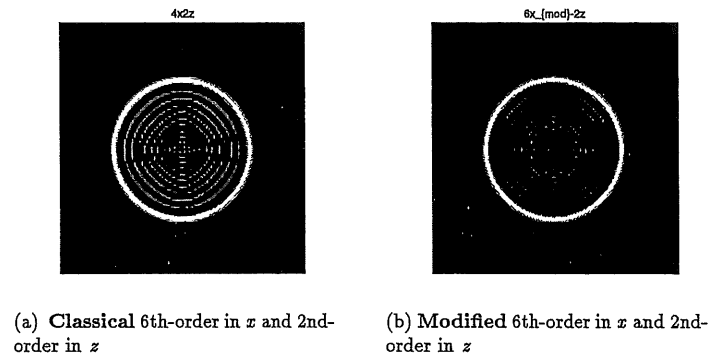 4x2z
6x_{mod}-2z
(a) Classical 6th-order in x and 2nd-
order in z
(b) Modified 6th-order in x and 2nd-
order in z